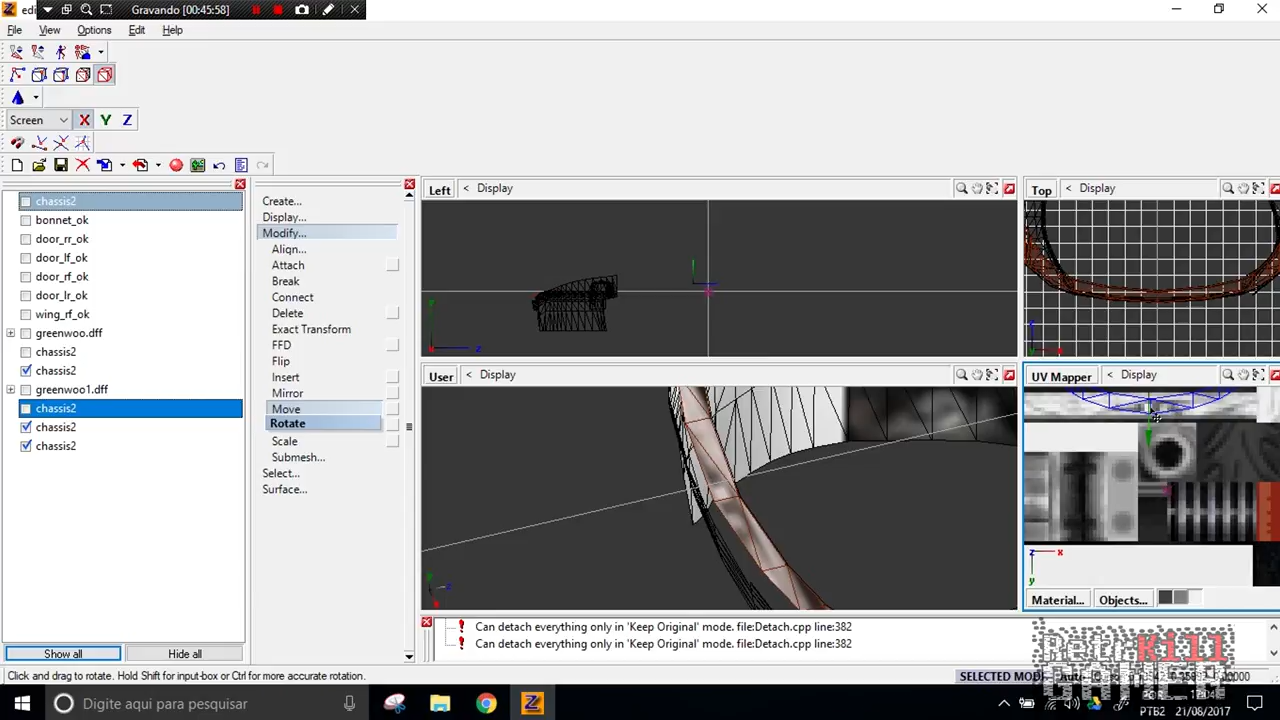 edi
Gravando [00:45:58]
File View Options Edit Help
Screen X Y Z
chassis2
bonnet_ok
door_rr_ok
door_lf_ok
door_rf_ok
door_lr_ok
wing_rf_ok
greenwoo.dff
chassis2
chassis2
greenwoo1.dff
chassis2
chassis2
chassis2
Show all Hide all
Create...
Display...
Modify...
Align...
Attach
Break
Connect
Delete
Exact Transform
FFD
Flip
Insert
Mirror
Move
Rotate
Scale
Submesh...
Select...
Surface...
Left < Display
Top < Display
User < Display
UV Mapper < Display
Material... Objects...
Can detach everything only in 'Keep Original' mode. file:Detach.cpp line:382
Can detach everything only in 'Keep Original' mode. file:Detach.cpp line:382
Click and drag to rotate. Hold Shift for input-box or Ctrl for more accurate rotation.
SELECTED MOD
RetrKill
GAMER
Digite aqui para pesquisar
PTB2 21/08/2017